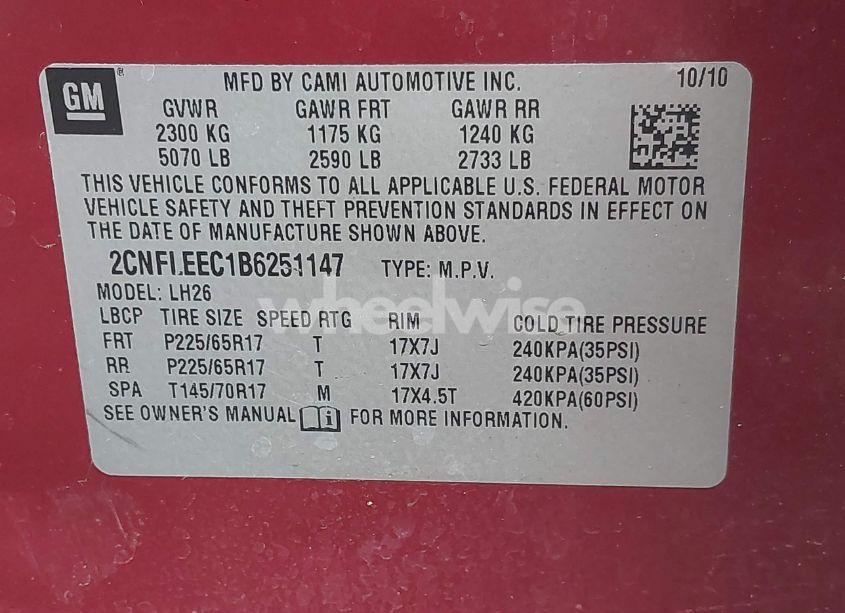 GM ® MFD BY CAMI AUTOMOTIVE INC. 10/10
GVWR GAWR FRT GAWR RR
2300 KG 1175 KG 1240 KG
5070 LB 2590 LB 2733 LB
THIS VEHICLE CONFORMS TO ALL APPLICABLE U.S. FEDERAL MOTOR
VEHICLE SAFETY AND THEFT PREVENTION STANDARDS IN EFFECT ON
THE DATE OF MANUFACTURE SHOWN ABOVE.
2CNFLEEC1B6251147 TYPE: M.P.V.
MODEL: LH26
wheelwise
LBCP TIRE SIZE SPEED RTG RIM COLD TIRE PRESSURE
FRT P225/65R17 T 17X7J 240KPA(35PSI)
RR P225/65R17 T 17X7J 240KPA(35PSI)
SPA T145/70R17 M 17X4.5T 420KPA(60PSI)
SEE OWNER'S MANUAL i FOR MORE INFORMATION.